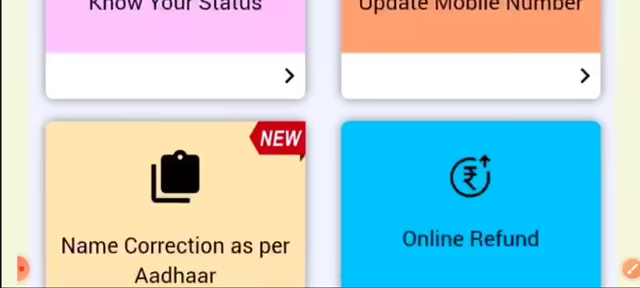 Know Your Status
Update Mobile Number
NEW
Name Correction as per
Aadhaar
Online Refund